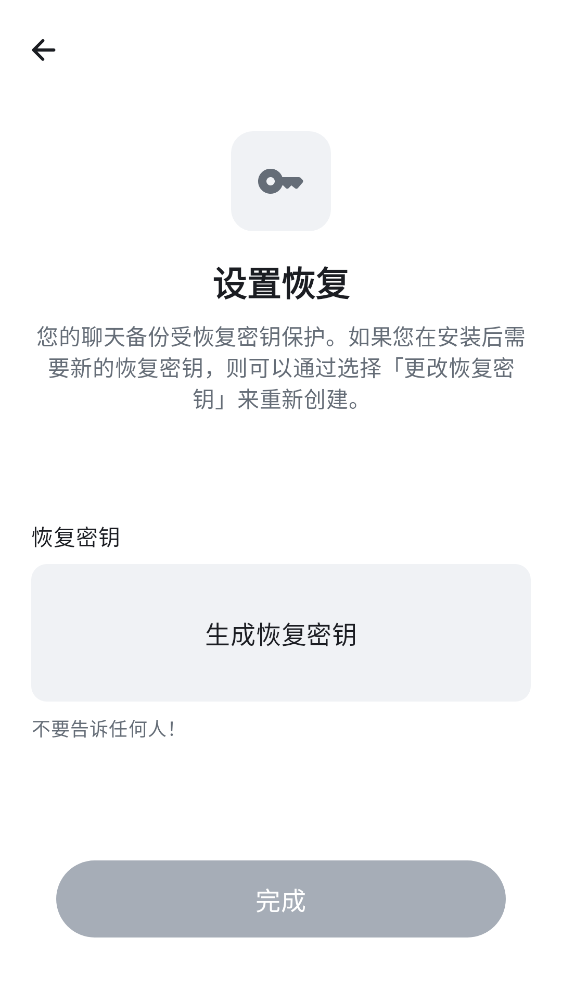 设置恢复
您的聊天备份受恢复密钥保护。如果您在安装后需
要新的恢复密钥，则可以通过选择「更改恢复密
钥」来重新创建。
恢复密钥
生成恢复密钥
不要告诉任何人！
完成